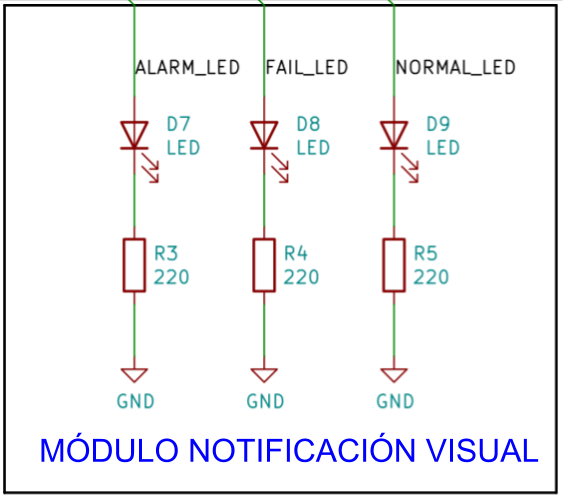 ALARM_LED FAIL_LED NORMAL_LED
D7 D8 D9
LED LED LED
R3 R4 R5
220 220 220
GND GND GND
MÓDULO NOTIFICACIÓN VISUAL